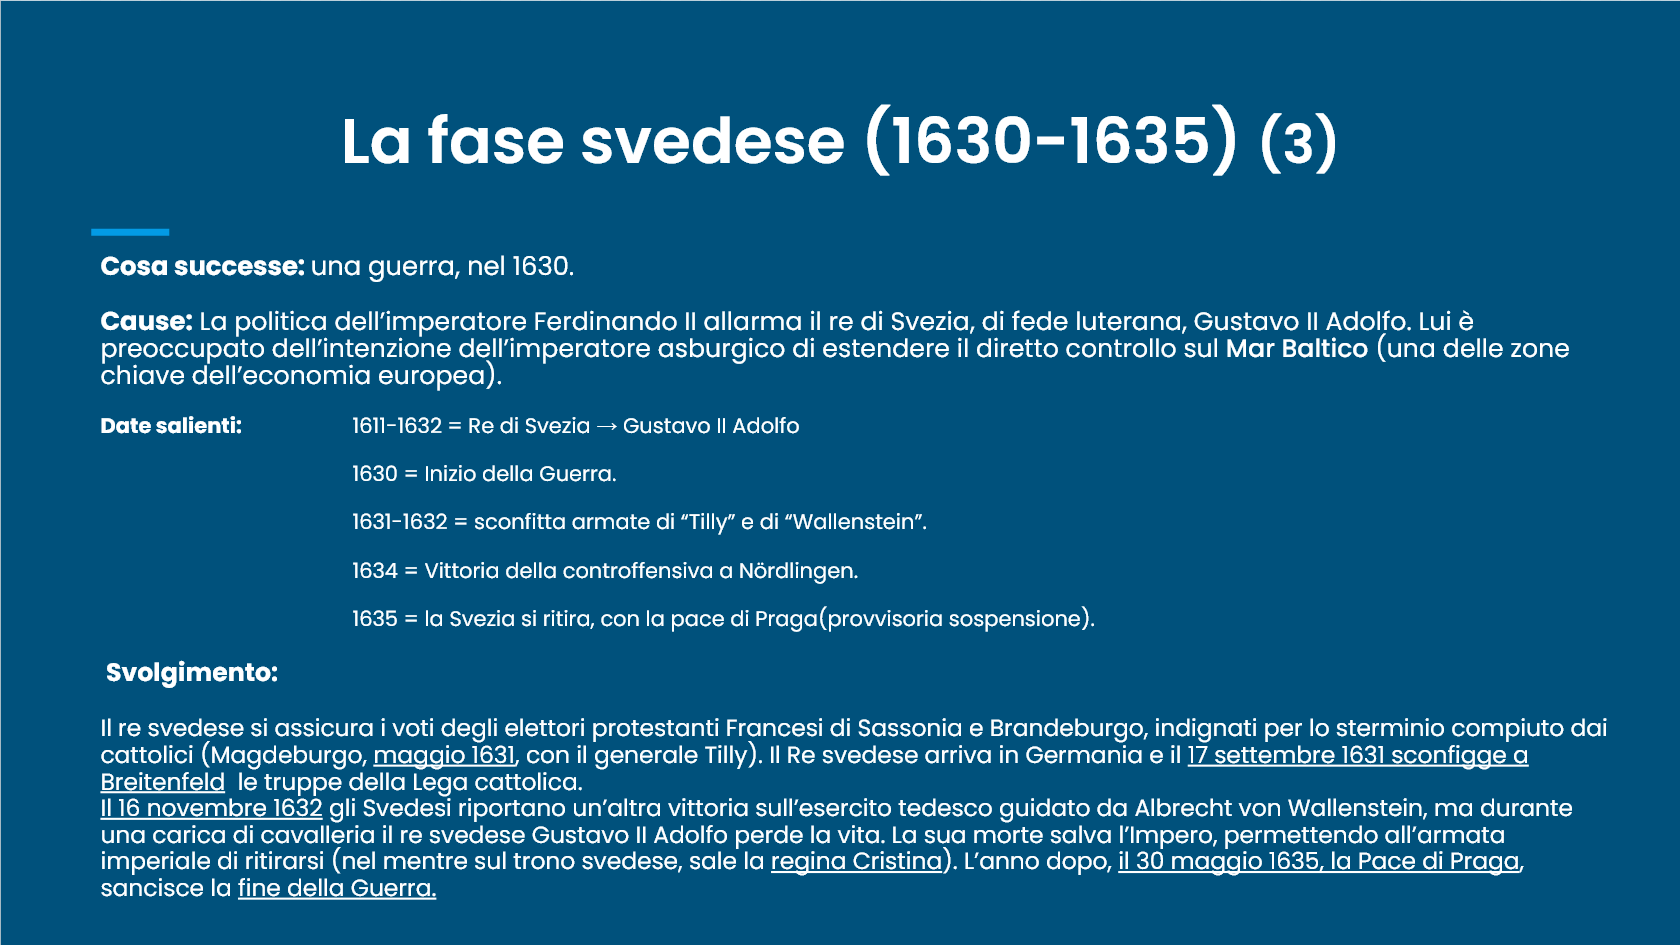 La fase svedese (1630-1635) (3)
Cosa successe: una guerra, nel 1630.
Cause: La politica dell’imperatore Ferdinando II allarma il re di Svezia, di fede luterana, Gustavo II Adolfo. Lui è
preoccupato dell’intenzione dell’imperatore asburgico di estendere il diretto controllo sul Mar Baltico (una delle zone
chiave dell’economia europea).
Date salienti: 1611-1632 = Re di Svezia → Gustavo II Adolfo
1630 = Inizio della Guerra.
1631-1632 = sconfitta armate di “Tilly” e di “Wallenstein”.
1634 = Vittoria della controffensiva a Nördlingen.
1635 = la Svezia si ritira, con la pace di Praga(provvisoria sospensione).
Svolgimento:
Il re svedese si assicura i voti degli elettori protestanti Francesi di Sassonia e Brandeburgo, indignati per lo sterminio compiuto dai
cattolici (Magdeburgo, maggio 1631, con il generale Tilly). Il Re svedese arriva in Germania e il 17 settembre 1631 sconfigge a
Breitenfeld le truppe della Lega cattolica.
Il 16 novembre 1632 gli Svedesi riportano un’altra vittoria sull’esercito tedesco guidato da Albrecht von Wallenstein, ma durante
una carica di cavalleria il re svedese Gustavo II Adolfo perde la vita. La sua morte salva l’Impero, permettendo all’armata
imperiale di ritirarsi (nel mentre sul trono svedese, sale la regina Cristina). L’anno dopo, il 30 maggio 1635, la Pace di Praga,
sancisce la fine della Guerra.